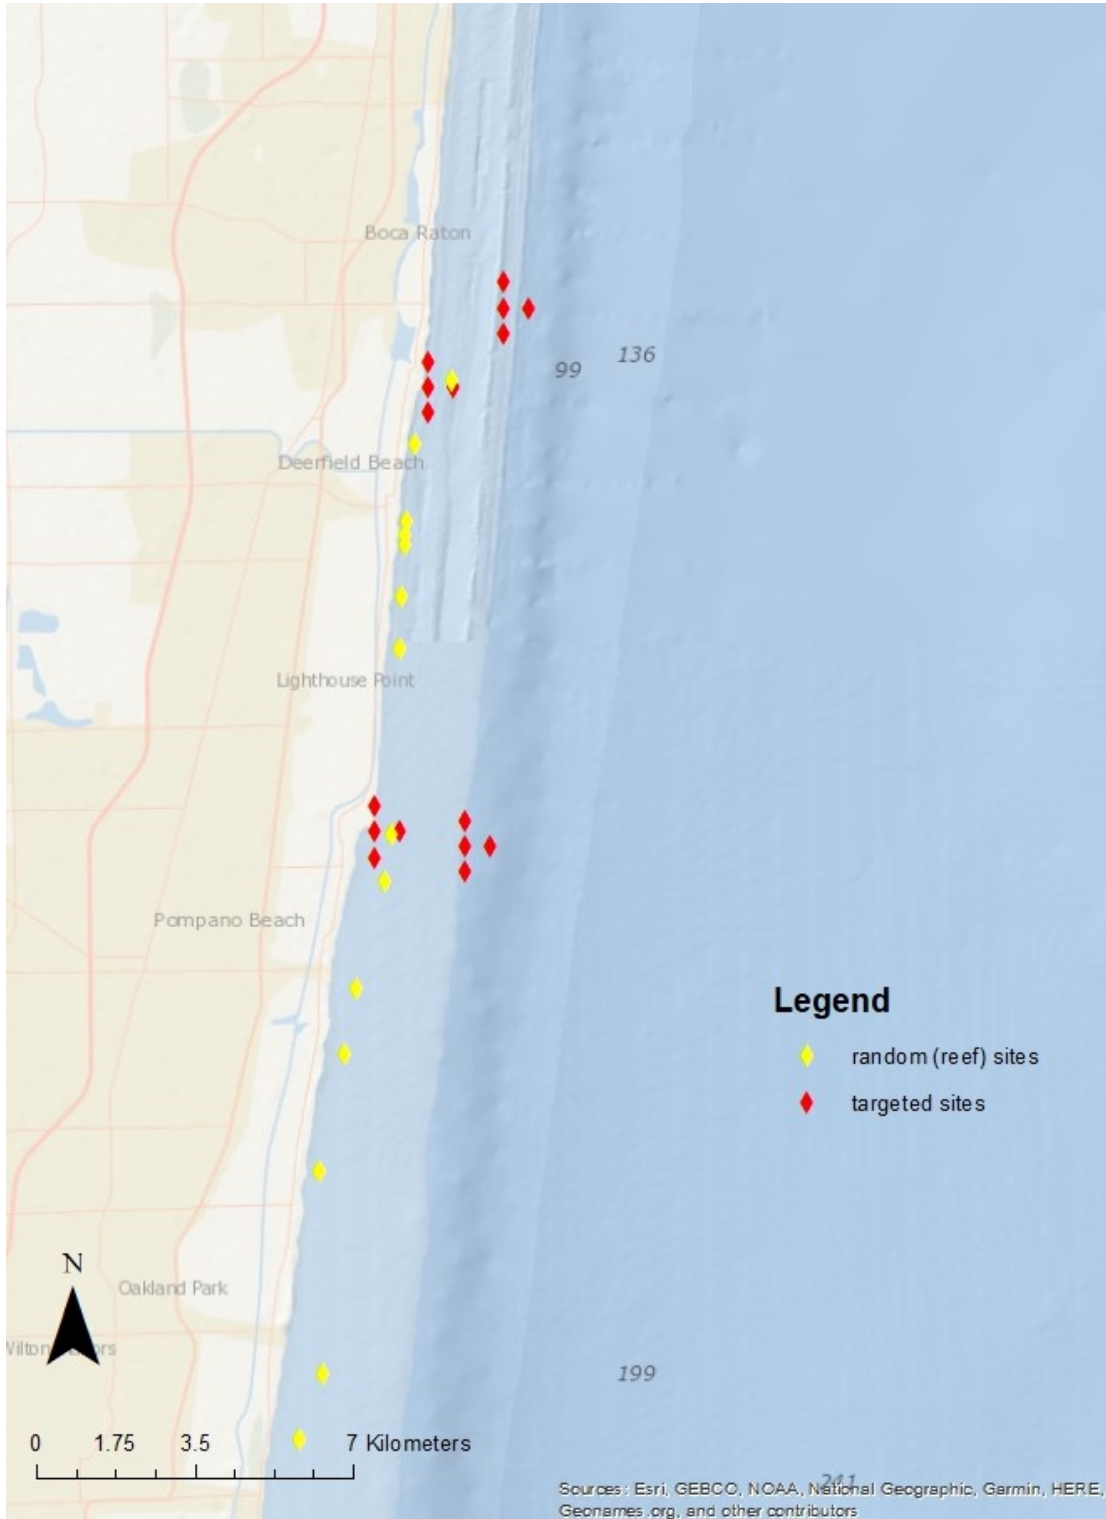 Boca Raton
136
99
Deerfield Beach
Lighthouse Point
Pompano Beach
Legend
random (reef) sites
targeted sites
N
Oakland Park
199
0 1.75 3.5 7 Kilometers
241
Sources: Esri, GEBCO, NOAA, National Geographic, Garmin, HERE,
Geonames.org, and other contributors